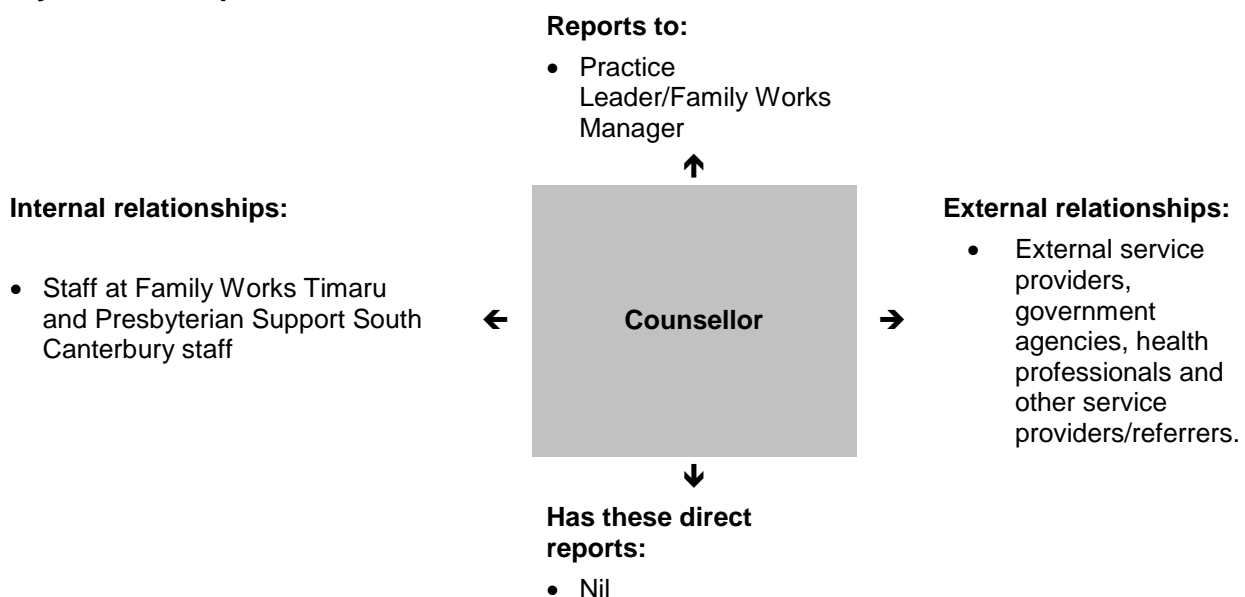 Reports to:
• Practice
Leader/Family Works
Manager
Internal relationships:
• Staff at Family Works Timaru
and Presbyterian Support South
Canterbury staff
Counsellor
External relationships:
• External service
providers,
government
agencies, health
professionals and
other service
providers/referrers.
Has these direct
reports:
• Nil